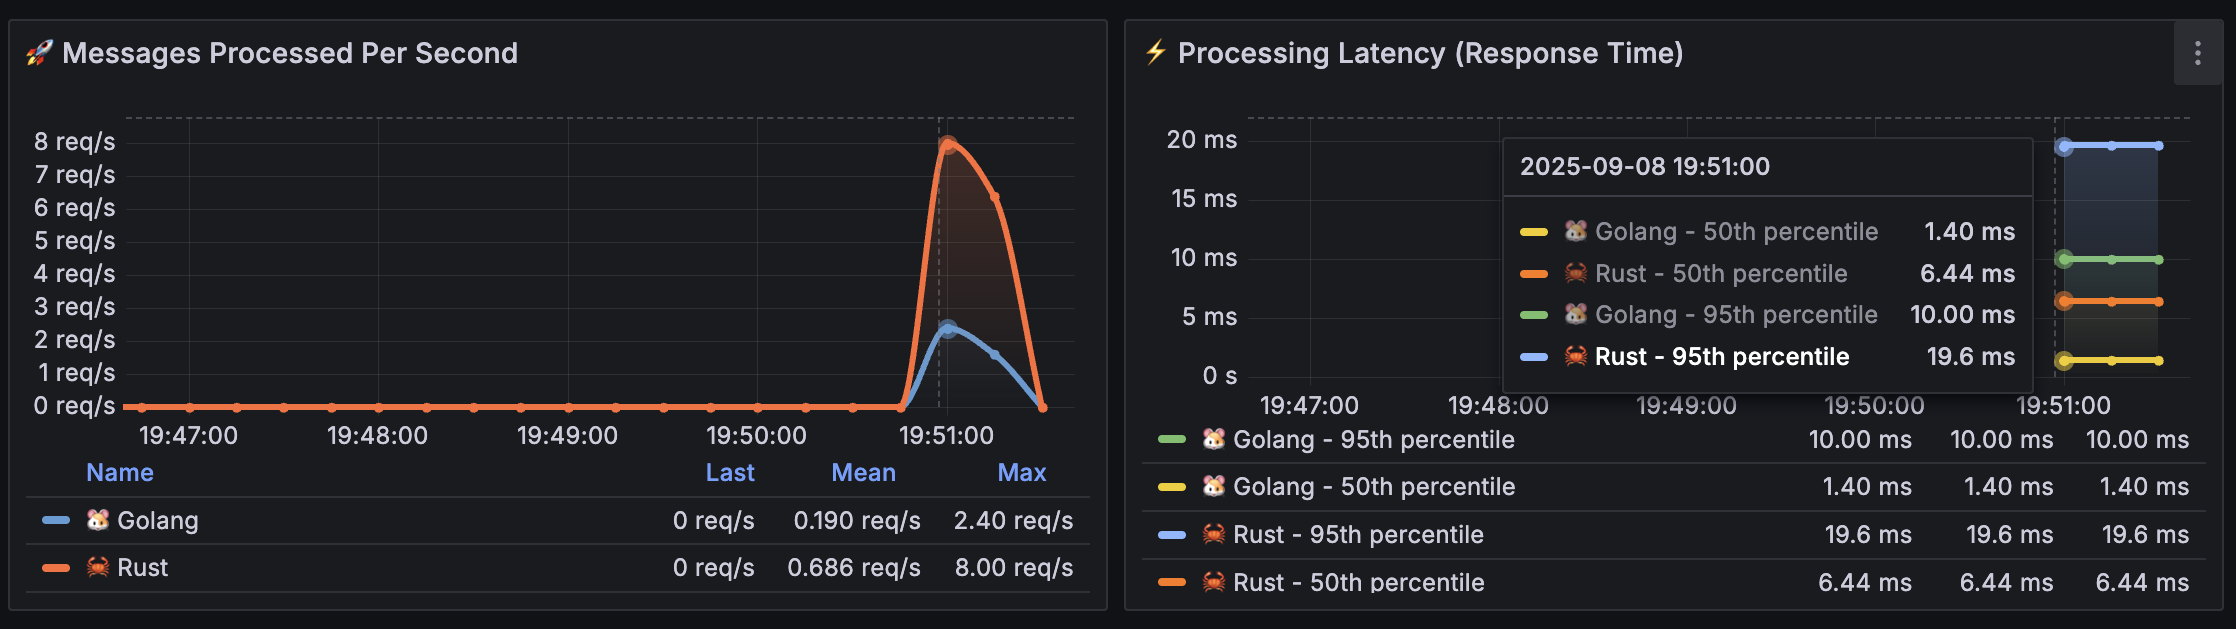 🚀 Messages Processed Per Second
8 req/s
7 req/s
6 req/s
5 req/s
4 req/s
3 req/s
2 req/s
1 req/s
0 req/s
19:47:00 19:48:00 19:49:00 19:50:00 19:51:00
Name Last Mean Max
🐹 Golang 0 req/s 0.190 req/s 2.40 req/s
🦀 Rust 0 req/s 0.686 req/s 8.00 req/s
⚡ Processing Latency (Response Time)
20 ms
15 ms
10 ms
5 ms
0 s
19:47:00 19:48:00 19:49:00 19:50:00 19:51:00
2025-09-08 19:51:00
🐹 Golang - 50th percentile 1.40 ms
🦀 Rust - 50th percentile 6.44 ms
🐹 Golang - 95th percentile 10.00 ms
🦀 Rust - 95th percentile 19.6 ms
🐹 Golang - 95th percentile 10.00 ms 10.00 ms 10.00 ms
🐹 Golang - 50th percentile 1.40 ms 1.40 ms 1.40 ms
🦀 Rust - 95th percentile 19.6 ms 19.6 ms 19.6 ms
🦀 Rust - 50th percentile 6.44 ms 6.44 ms 6.44 ms